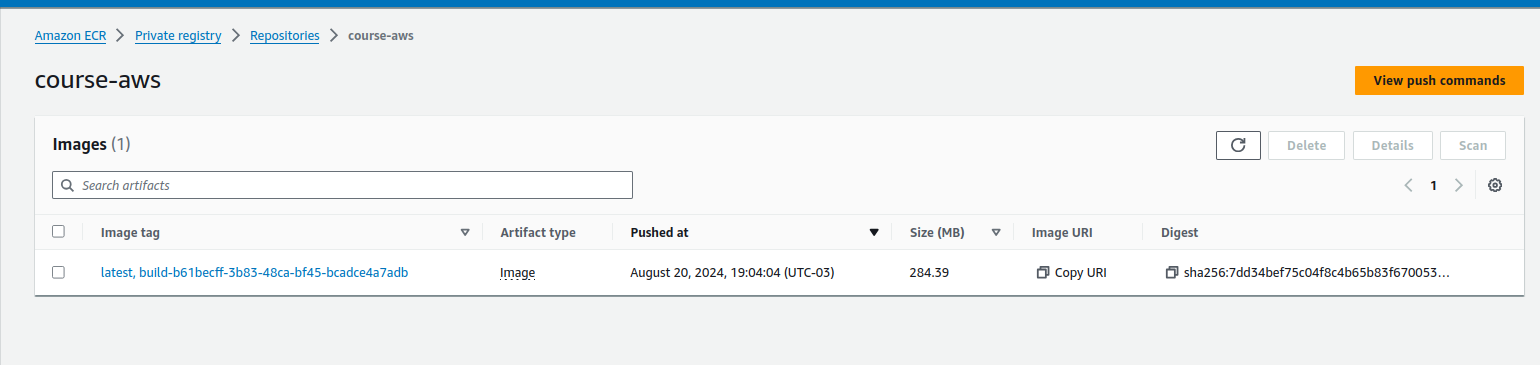 Amazon ECR > Private registry > Repositories > course-aws
course-aws
View push commands
Images (1)
Delete Details Scan
Search artifacts
1
Image tag Artifact type Pushed at Size (MB) Image URI Digest
latest, build-b61becff-3b83-48ca-bf45-bcadce4a7adb Image August 20, 2024, 19:04:04 (UTC-03) 284.39 Copy URI sha256:7dd34bef75c04f8c4b65b83f670053...